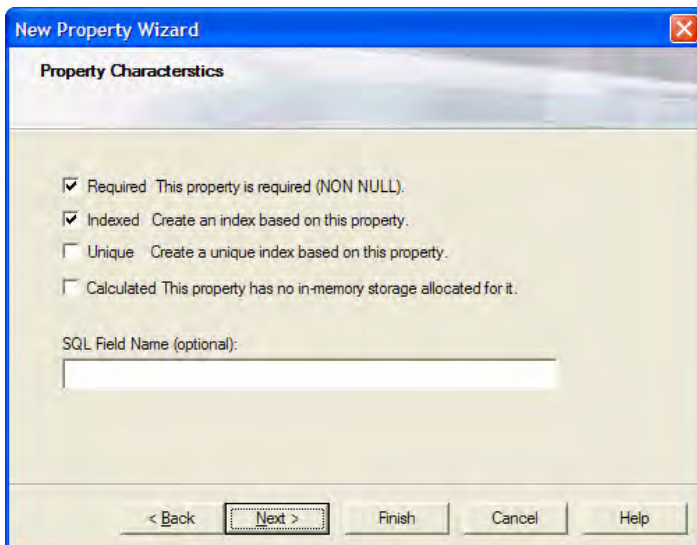 New Property Wizard
Property Characterstics
Required This property is required (NON NULL).
Indexed Create an index based on this property.
Unique Create a unique index based on this property.
Calculated This property has no in-memory storage allocated for it.
SQL Field Name (optional):
< Back Next > Finish Cancel Help